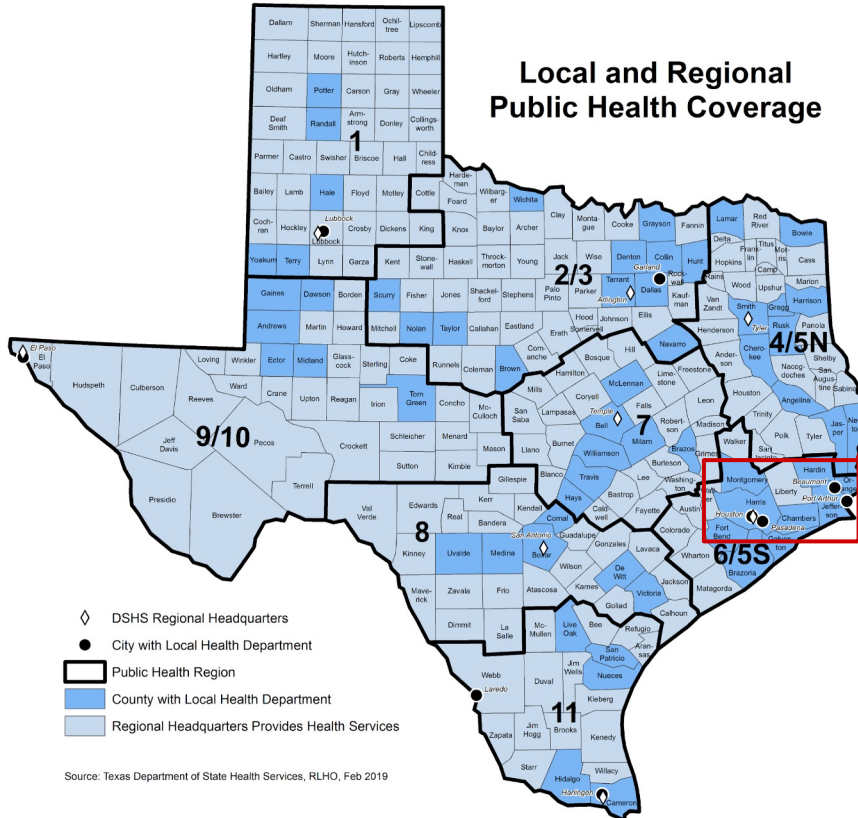 Local and Regional
Public Health Coverage
Dallam
Sherman
Hansford
Ochil-
tree
Lipscomb
Hartley
Moore
Hutch-
inson
Roberts
Hemphill
Oldham
Potter
Carson
Gray
Wheeler
Deaf
Smith
Randall
Arm-
strong
Donley
Collings-
worth
1
Parmer
Castro
Swisher
Briscoe
Hall
Child-
ress
Bailey
Lamb
Hale
Floyd
Motley
Cottle
Harde-
man
Foard
Wilbarg-
er
Wichita
Clay
Mont-
ague
Cooke
Grayson
Fannin
Lamar
Red
River
Bowie
Coch-
ran
Hockley
Lubbock
Lubbock
Crosby
Dickens
King
Knox
Baylor
Archer
Delta
Titus
Mor-
ris
Frank-
lin
Hopkins
Camp
Cass
Yoakum
Terry
Lynn
Garza
Kent
Stone-
wall
Haskell
Throck-
morton
Young
Jack
Wise
Denton
Collin
Hunt
Garland
Rock-
wall
Rains
Wood
Upshur
Marion
2/3
Gaines
Dawson
Borden
Scurry
Fisher
Jones
Shackel-
ford
Stephens
Palo
Pinto
Parker
Tarrant
Dallas
Arlington
Kauf-
man
Van
Zandt
Smith
Tyler
Gregg
Harrison
Andrews
Martin
Howard
Mitchell
Nolan
Taylor
Callahan
Eastland
Erath
Hood
Somervell
Johnson
Ellis
Navarro
Henderson
Rusk
Panola
4/5N
El Paso
El
Paso
Hudspeth
Culberson
Loving
Winkler
Ector
Midland
Glass-
cock
Sterling
Coke
Runnels
Coleman
Brown
Com-
anche
Bosque
Hill
Ander-
son
Chero-
kee
Nacog-
doches
Shelby
San
Augus-
tine
Sabine
Reeves
Ward
Crane
Upton
Reagan
Irion
Tom
Green
Concho
Mc-
Culloch
Mills
Hamilton
McLennan
Lime-
stone
Freestone
Houston
Angelina
9/10
Jeff
Davis
Pecos
Crockett
Schleicher
Menard
Mason
San
Saba
Lampasas
Coryell
Temple
Bell
Falls
7
Robert-
son
Leon
Madison
Trinity
Polk
Tyler
Jas-
per
Sutton
Kimble
Llano
Burnet
Williamson
Milam
Brazos
Grimes
Walker
San
Jacinto
Presidio
Brewster
Terrell
Gillespie
Blanco
Travis
Hays
Bastrop
Lee
Burleson
Washing-
ton
Montgomery
Hardin
Liberty
Beaumont
Or-
ange
Val
Verde
Edwards
Kerr
Real
Bandera
Kendall
Comal
Cald-
well
Fayette
Austin
Harris
Houston
Port Arthur
Jeffer-
son
Chambers
Pasadena
8
Kinney
Uvalde
Medina
San Antonio
Bexar
Guadalupe
Gonzales
Lavaca
Colorado
Fort
Bend
6/5S
Wharton
Brazoria
Mave-
rick
Zavala
Frio
Atascosa
Wilson
Karnes
De
Witt
Jackson
Matagorda
Dimmit
La
Salle
Mc-
Mullen
Live
Oak
Bee
Goliad
Victoria
Calhoun
Refugio
Aran-
sas
San
Patricio
Webb
Laredo
Duval
Jim
Wells
Nueces
Kleberg
11
Zapata
Jim
Hogg
Brooks
Kenedy
Starr
Hidalgo
Willacy
Harlingen
Cameron
DSHS Regional Headquarters
City with Local Health Department
Public Health Region
County with Local Health Department
Regional Headquarters Provides Health Services
Source: Texas Department of State Health Services, RLHO, Feb 2019